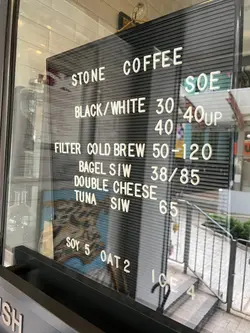 STONE COFFEE
SOE
BLACK/WHITE 30 40UP
40
FILTER COLD BREW 50-120
BAGEL S/W 38/85
DOUBLE CHEESE
TUNA S/W 65
SOY 5 OAT 2
ICE 4